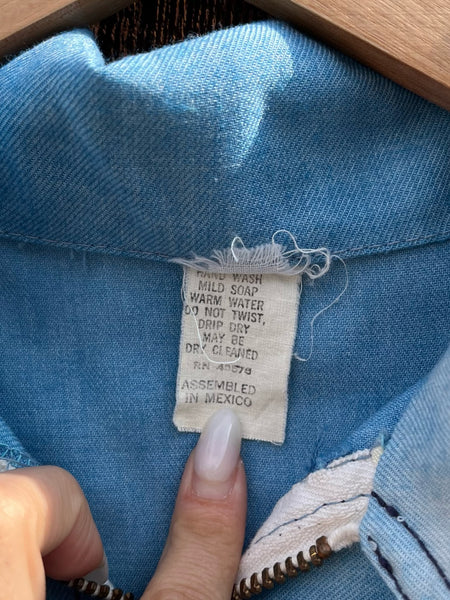 HAND WASH
MILD SOAP
WARM WATER
DO NOT TWIST,
DRIP DRY
MAY BE
DRY CLEANED
RN 49579
ASSEMBLED
IN MEXICO